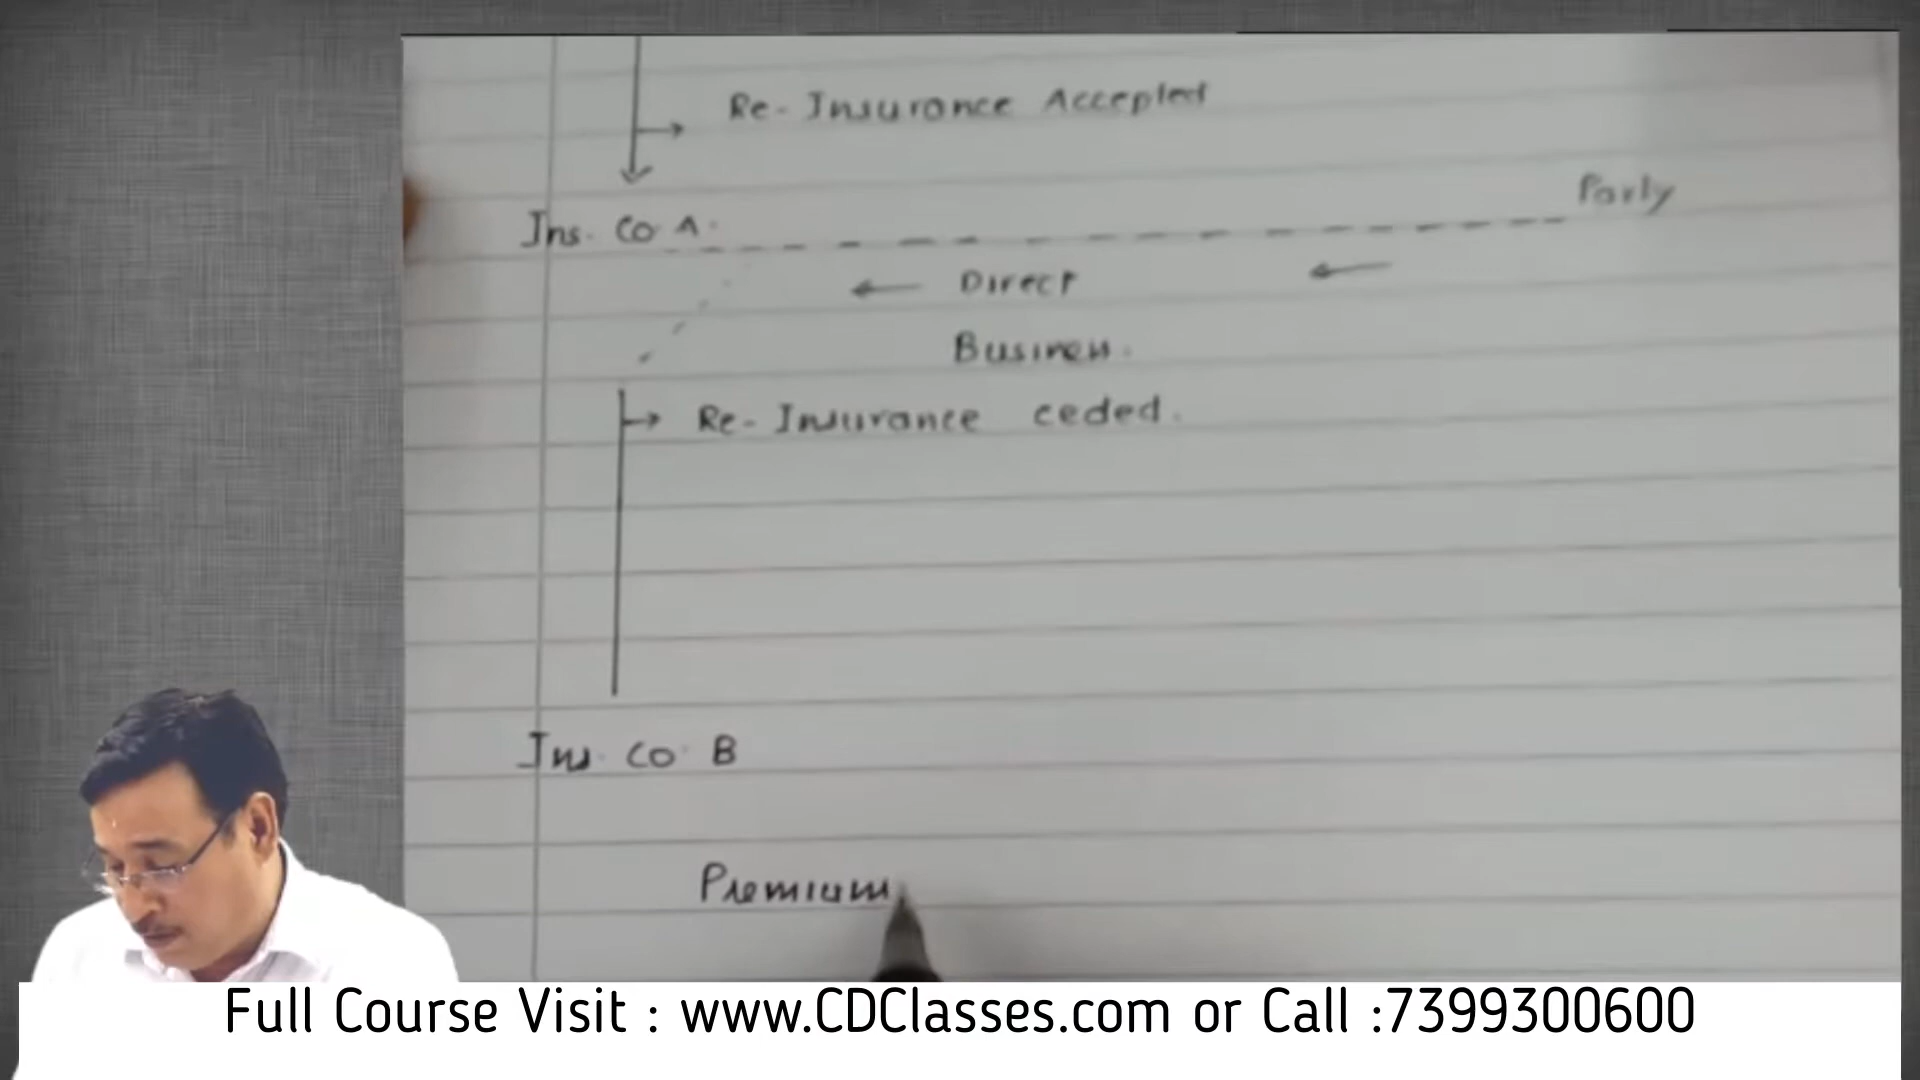 Re-Insurance Accepted
Party
Ins. Co A.
Direct
Business.
Re-Insurance ceded.
Ins. Co. B
Premium
Full Course Visit : www.CDClasses.com or Call :7399300600